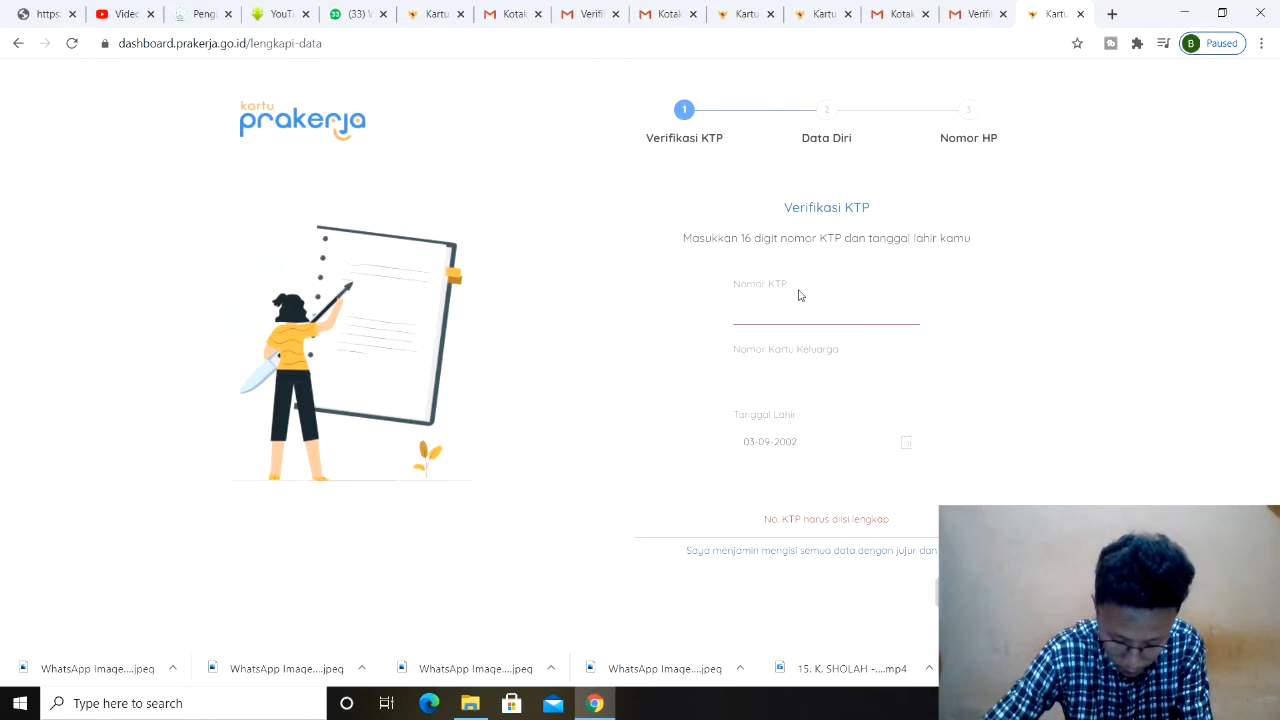 https:
Video
Penga
YouT
(33) W
Kartu
Kotak
Verifi
Kotak
Kartu
Kartu
Kotak
Verifi
Kartu
dashboard.prakerja.go.id/lengkapi-data
B Paused
kartu
prakerja
1
2
3
Verifikasi KTP
Data Diri
Nomor HP
Verifikasi KTP
Masukkan 16 digit nomor KTP dan tanggal lahir kamu
Nomor KTP
Nomor Kartu Keluarga
Tanggal Lahir
03-09-2002
No. KTP harus diisi lengkap
Saya menjamin mengisi semua data dengan jujur dan
WhatsApp Image....jpeg
WhatsApp Image....jpeg
WhatsApp Image....jpeg
WhatsApp Image....jpeg
15. K. SHOLAH -....mp4
Type here to search